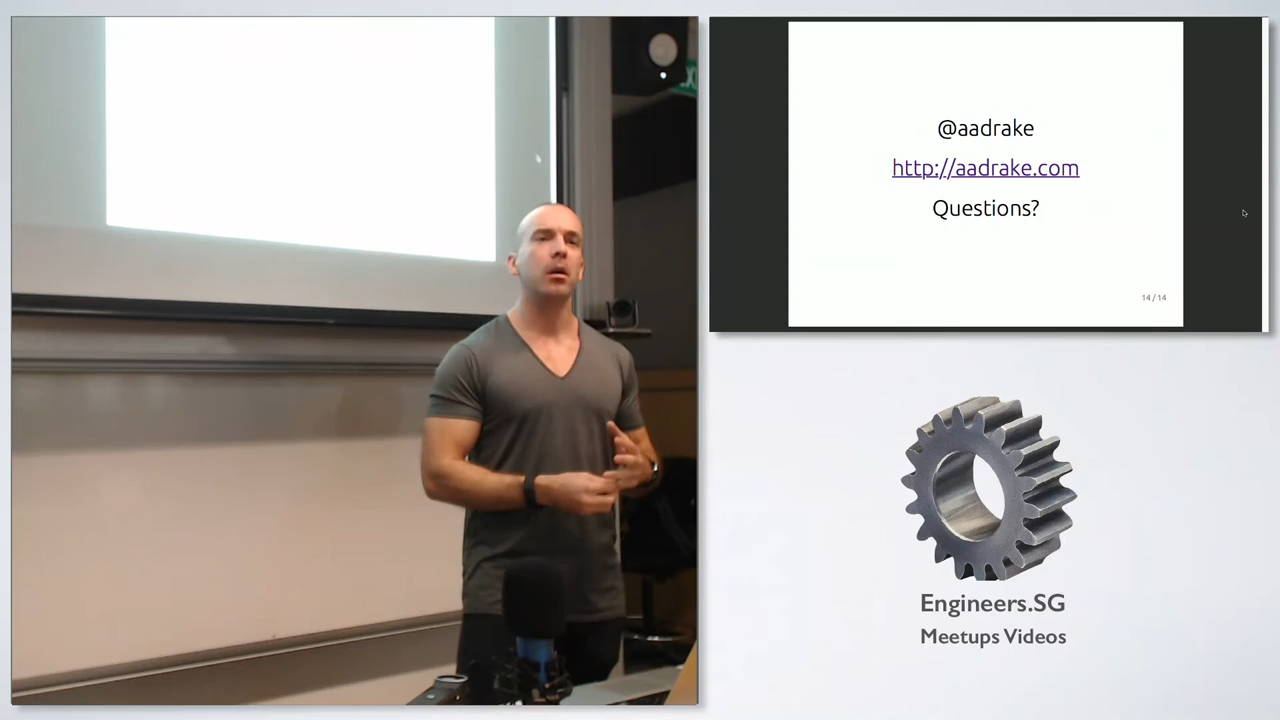 @aadrake
http://aadrake.com
Questions?
14 / 14
Engineers.SG
Meetups Videos